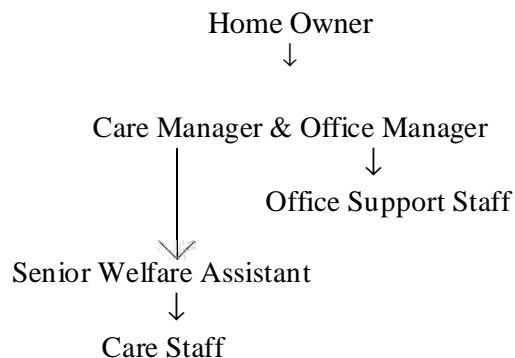 Home Owner
Care Manager & Office Manager
Office Support Staff
Senior Welfare Assistant
Care Staff